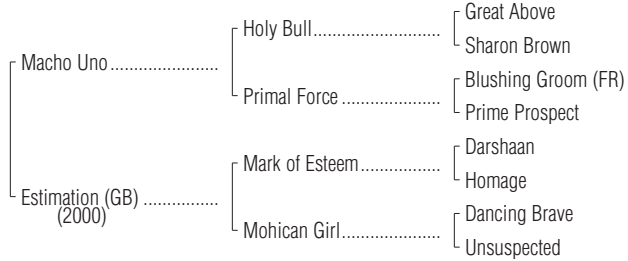 Great Above
Holy Bull
Sharon Brown
Macho Uno
Blushing Groom (FR)
Primal Force
Prime Prospect
Darshaan
Mark of Esteem
Homage
Estimation (GB)
(2000)
Dancing Brave
Mohican Girl
Unsuspected